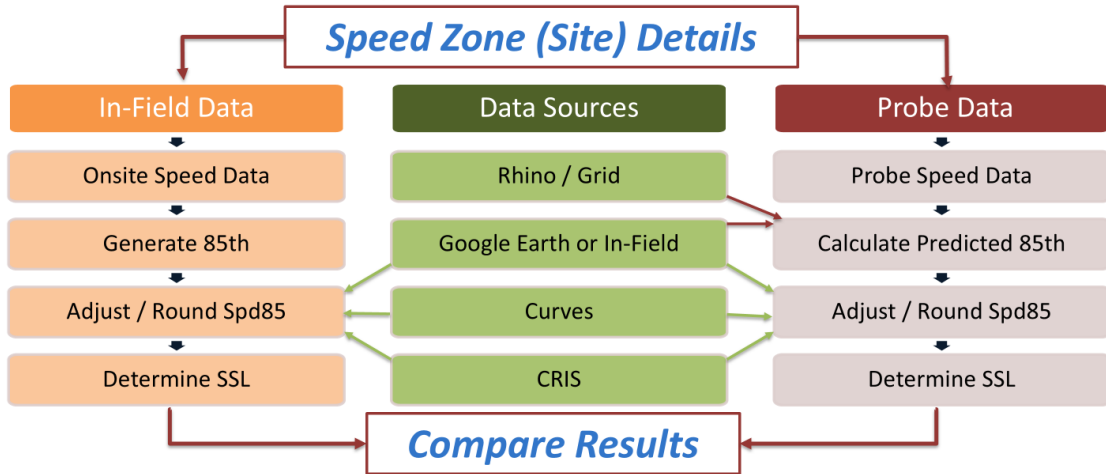 Speed Zone (Site) Details
In-Field Data
Data Sources
Probe Data
Onsite Speed Data
Rhino / Grid
Probe Speed Data
Generate 85th
Google Earth or In-Field
Calculate Predicted 85th
Adjust / Round Spd85
Curves
Adjust / Round Spd85
Determine SSL
CRIS
Determine SSL
Compare Results